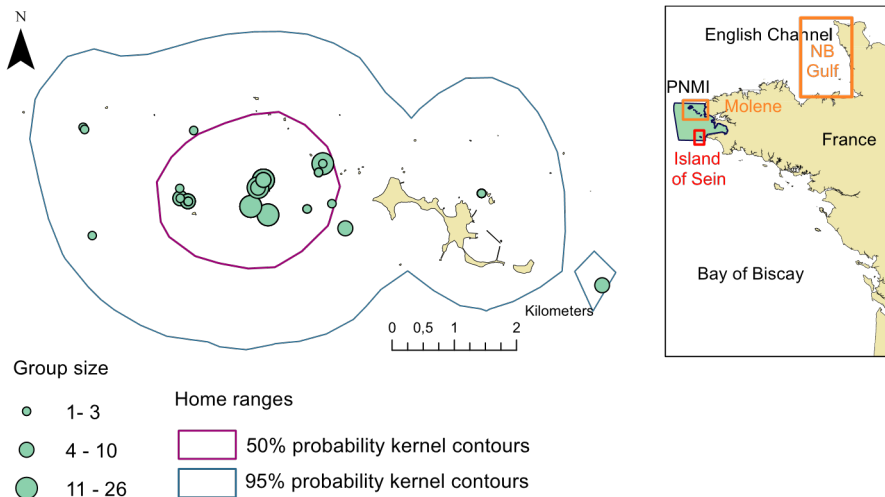 N
Kilometers
0 0,5 1 2
Group size
1- 3
4 - 10
11 - 26
Home ranges
50% probability kernel contours
95% probability kernel contours
English Channel
NB
Gulf
PNMI
Molene
France
Island
of Sein
Bay of Biscay